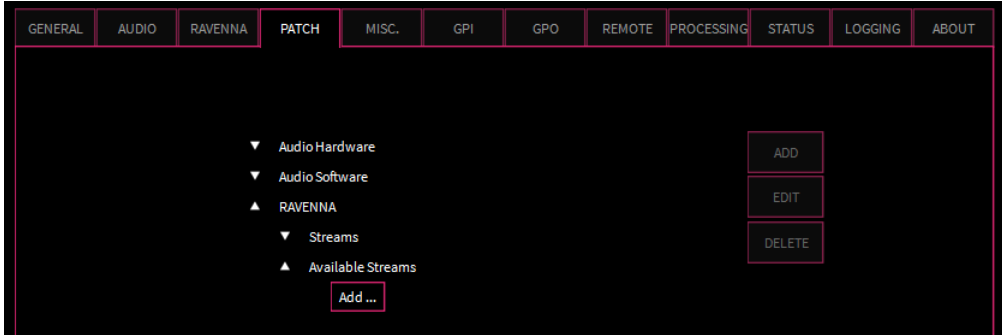 GENERAL AUDIO RAVENNA PATCH MISC. GPI GPO REMOTE PROCESSING STATUS LOGGING ABOUT
Audio Hardware
ADD
Audio Software
EDIT
RAVENNA
Streams
DELETE
Available Streams
Add ...